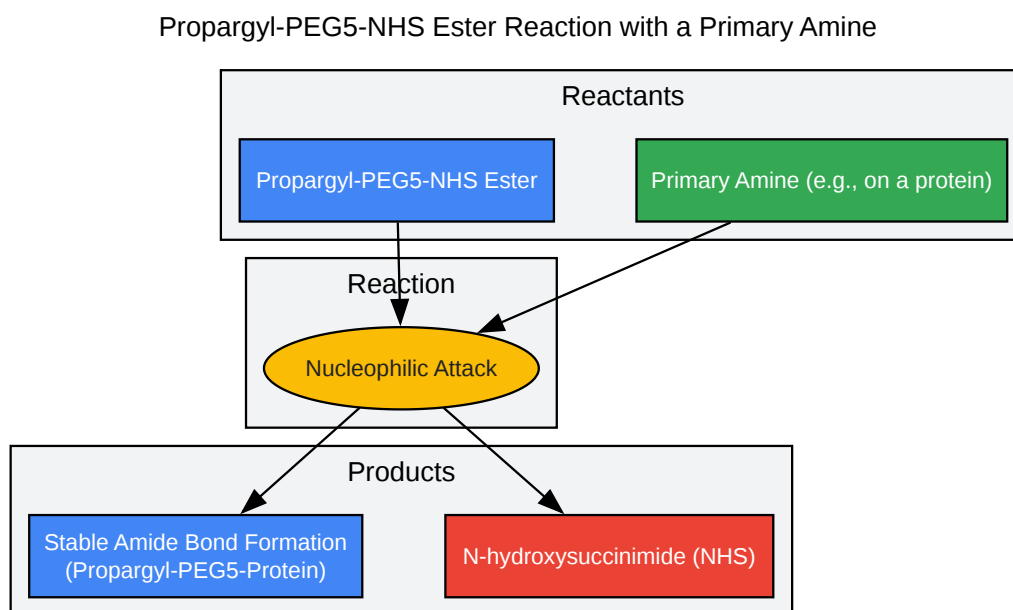 Propargyl-PEG5-NHS Ester Reaction with a Primary Amine
Reactants
Propargyl-PEG5-NHS Ester
Primary Amine (e.g., on a protein)
Reaction
Nucleophilic Attack
Products
Stable Amide Bond Formation
(Propargyl-PEG5-Protein)
N-hydroxysuccinimide (NHS)